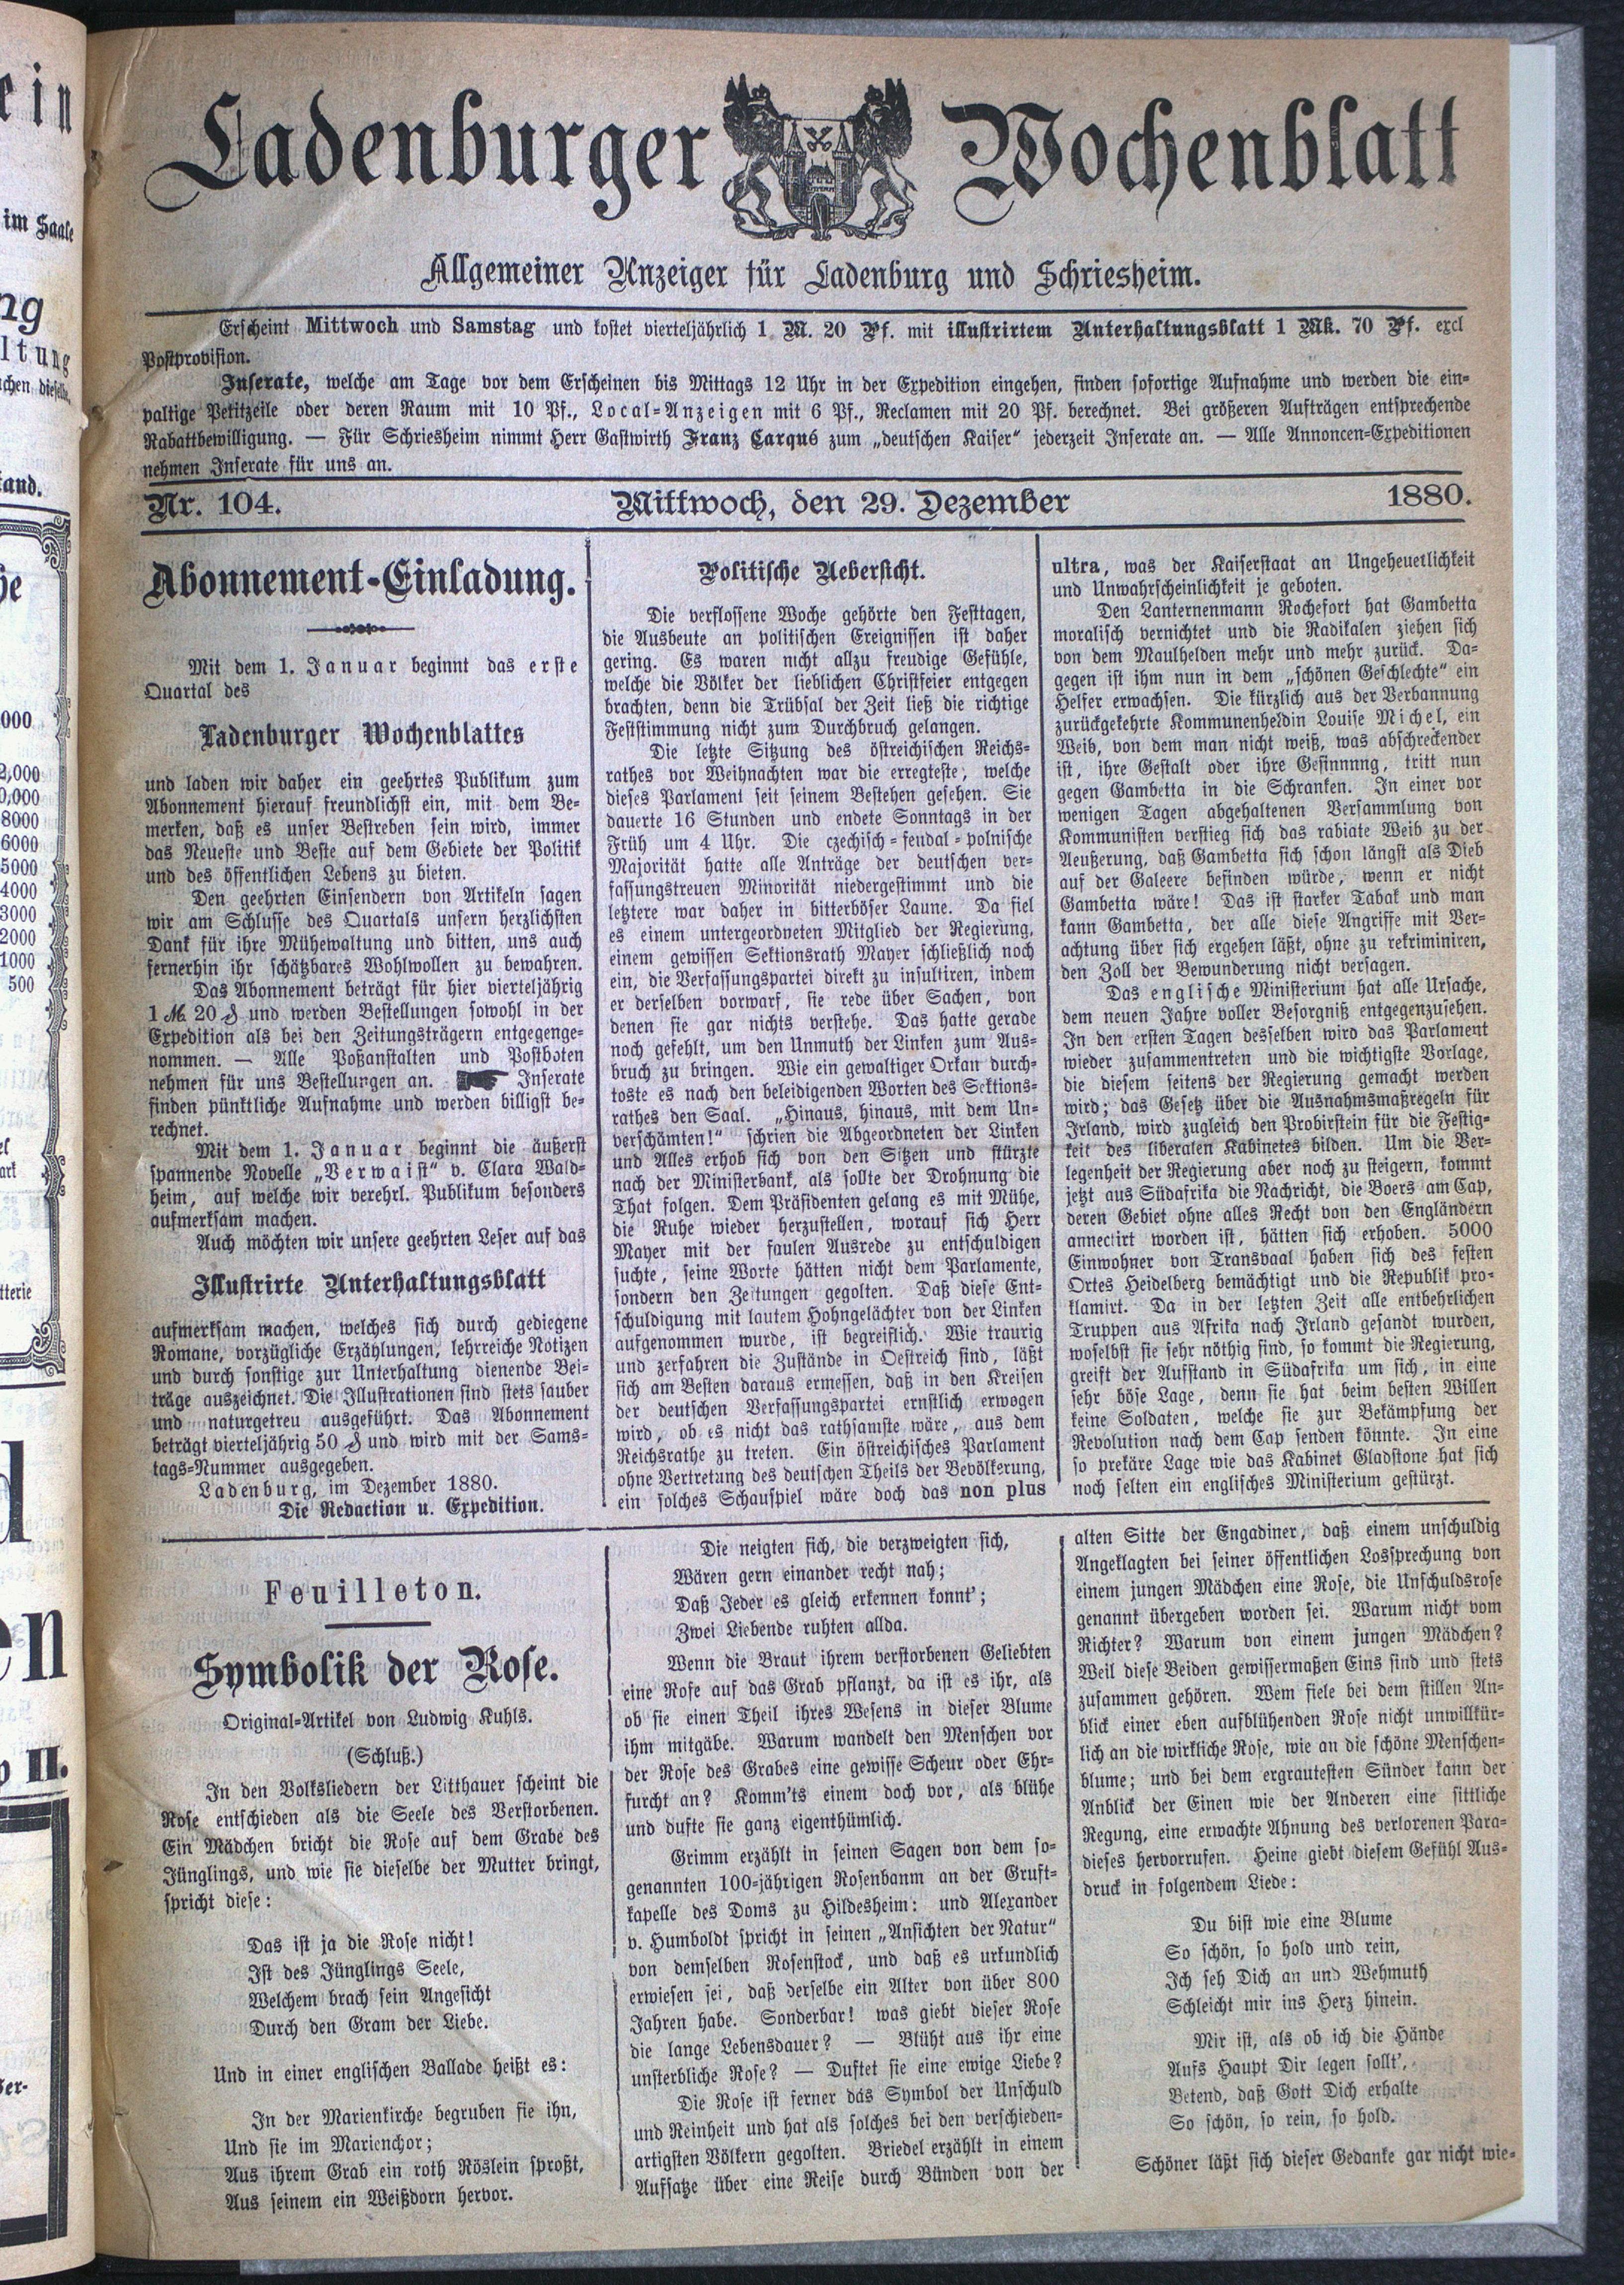 Ladenburger Wochenblatt
Allgemeiner Anzeiger für Ladenburg und Schriesheim.
Erscheint Mittwoch und Samstag und kostet vierteljährlich 1. M. 20 Pf. mit illustrirtem Unterhaltungsblatt 1 Mk. 70 Pf. excl
Postprovision.
Inserate, welche am Tage vor dem Erscheinen bis Mittags 12 Uhr in der Expedition eingehen, finden sofortige Aufnahme und werden die ein-
paltige Petitzeile oder deren Raum mit 10 Pf., Local-Anzeigen mit 6 Pf., Reclamen mit 20 Pf. berechnet. Bei größeren Aufträgen entsprechende
Rabattbewilligung. — Für Schriesheim nimmt Herr Gastwirth Franz Carqué zum „deutschen Kaiser“ jederzeit Inserate an. — Alle Annoncen-Expeditionen
nehmen Inserate für uns an.
Nr. 104. Mittwoch, den 29. Dezember 1880.
Abonnement-Einladung.
Mit dem 1. Januar beginnt das erste
Quartal des
Ladenburger Wochenblattes
und laden wir daher ein geehrtes Publikum zum
Abonnement hierauf freundlichst ein, mit dem Be-
merken, daß es unser Bestreben sein wird, immer
das Neueste und Beste auf dem Gebiete der Politik
und des öffentlichen Lebens zu bieten.
Den geehrten Einsendern von Artikeln sagen
wir am Schlusse des Quartals unsern herzlichsten
Dank für ihre Mühewaltung und bitten, uns auch
fernerhin ihr schätzbares Wohlwollen zu bewahren.
Das Abonnement beträgt für hier vierteljährig
1 M. 20 ₰ und werden Bestellungen sowohl in der
Expedition als bei den Zeitungsträgern entgegenge-
nommen. — Alle Poßanstalten und Postboten
nehmen für uns Bestellungen an. ☛ Inserate
finden pünktliche Aufnahme und werden billigst be-
rechnet.
Mit dem 1. Januar beginnt die äußerst
spannende Novelle „Verwaist“ v. Clara Wald-
heim, auf welche wir verehrl. Publikum besonders
aufmerksam machen.
Auch möchten wir unsere geehrten Leser auf das
Illustrirte Unterhaltungsblatt
aufmerksam machen, welches sich durch gediegene
Romane, vorzügliche Erzählungen, lehrreiche Notizen
und durch sonstige zur Unterhaltung dienende Bei-
träge auszeichnet. Die Illustrationen sind stets sauber
und naturgetreu ausgeführt. Das Abonnement
beträgt vierteljährig 50 ₰ und wird mit der Sams-
tags-Nummer ausgegeben.
Ladenburg, im Dezember 1880.
Die Redaction u. Expedition.
Politische Uebersicht.
Die verflossene Woche gehörte den Festtagen,
die Ausbeute an politischen Ereignissen ist daher
gering. Es waren nicht allzu freudige Gefühle,
welche die Völker der lieblichen Christfeier entgegen
brachten, denn die Trübsal der Zeit ließ die richtige
Feststimmung nicht zum Durchbruch gelangen.
Die letzte Sitzung des östreichischen Reichs-
rathes vor Weihnachten war die erregteste, welche
dieses Parlament seit seinem Bestehen gesehen. Sie
dauerte 16 Stunden und endete Sonntags in der
Früh um 4 Uhr. Die czechisch-feudal-polnische
Majorität hatte alle Anträge der deutschen ver-
fassungstreuen Minorität niedergestimmt und die
letztere war daher in bitterböser Laune. Da fiel
es einem untergeordneten Mitglied der Regierung,
einem gewissen Sektionsrath Mayer schließlich noch
ein, die Verfassungspartei direkt zu insultiren, indem
er derselben vorwarf, sie rede über Sachen, von
denen sie gar nichts verstehe. Das hatte gerade
noch gefehlt, um den Unmuth der Linken zum Aus-
bruch zu bringen. Wie ein gewaltiger Orkan durch-
toste es nach den beleidigenden Worten des Sektions-
rathes den Saal. „Hinaus, hinaus, mit dem Un-
verschämten!“ schrien die Abgeordneten der Linken
und Alles erhob sich von den Sitzen und stürzte
nach der Ministerbank, als sollte der Drohnung die
That folgen. Dem Präsidenten gelang es mit Mühe,
die Ruhe wieder herzustellen, worauf sich Herr
Mayer mit der faulen Ausrede zu entschuldigen
suchte, seine Worte hätten nicht dem Parlamente,
sondern den Zeitungen gegolten. Daß diese Ent-
schuldigung mit lautem Hohngelächter von der Linken
aufgenommen wurde, ist begreiflich. Wie traurig
und zerfahren die Zustände in Oestreich sind, läßt
sich am Besten daraus ermessen, daß in den Kreisen
der deutschen Verfassungspartei ernstlich erwogen
wird, ob es nicht das rathsamste wäre, aus dem
Reichsrathe zu treten. Ein östreichisches Parlament
ohne Vertretung des deutschen Theils der Bevölkerung,
ein solches Schauspiel wäre doch das non plus
ultra, was der Kaiserstaat an Ungeheuerlichkeit
und Unwahrscheinlichkeit je geboten.
Den Lanternenmann Rochefort hat Gambetta
moralisch vernichtet und die Radikalen ziehen sich
von dem Maulhelden mehr und mehr zurück. Da-
gegen ist ihm nun in dem „schönen Geschlechte“ ein
Helfer erwachsen. Die kürzlich aus der Verbannung
zurückgekehrte Kommunenheldin Louise Michel, ein
Weib, von dem man nicht weiß, was abschreckender
ist, ihre Gestalt oder ihre Gesinnnng, tritt nun
gegen Gambetta in die Schranken. In einer vor
wenigen Tagen abgehaltenen Versammlung von
Kommunisten verstieg sich das rabiate Weib zu der
Aeußerung, daß Gambetta sich schon längst als Dieb
auf der Galeere befinden würde, wenn er nicht
Gambetta wäre! Das ist starker Tabak und man
kann Gambetta, der alle diese Angriffe mit Ver-
achtung über sich ergehen läßt, ohne zu rekriminiren,
den Zoll der Bewunderung nicht versagen.
Das englische Ministerium hat alle Ursache,
dem neuen Jahre voller Besorgniß entgegenzusehen.
In den ersten Tagen desselben wird das Parlament
wieder zusammentreten und die wichtigste Vorlage,
die diesem seitens der Regierung gemacht werden
wird; das Gesetz über die Ausnahmsmaßregeln für
Irland, wird zugleich den Probirstein für die Festig-
keit des liberalen Kabinetes bilden. Um die Ver-
legenheit der Regierung aber noch zu steigern, kommt
jetzt aus Südafrika die Nachricht, die Boers am Cap,
deren Gebiet ohne alles Recht von den Engländern
annectirt worden ist, hätten sich erhoben. 5000
Einwohner von Transvaal haben sich des festen
Ortes Heidelberg bemächtigt und die Republik pro-
klamirt. Da in der letzten Zeit alle entbehrlichen
Truppen aus Afrika nach Irland gesandt wurden,
woselbst sie sehr nöthig sind, so kommt die Regierung,
greift der Aufstand in Südafrika um sich, in eine
sehr böse Lage, denn sie hat beim besten Willen
keine Soldaten, welche sie zur Bekämpfung der
Revolution nach dem Cap senden könnte. In eine
so prekäre Lage wie das Kabinet Gladstone hat sich
noch selten ein englisches Ministerium gestürzt.
Feuilleton.
Symbolik der Rose.
Original-Artikel von Ludwig Kuhls.
(Schluß.)
In den Volksliedern der Litthauer scheint die
Rose entschieden als die Seele des Verstorbenen.
Ein Mädchen bricht die Rose auf dem Grabe des
Jünglings, und wie sie dieselbe der Mutter bringt,
spricht diese:
Das ist ja die Rose nicht!
Ist des Jünglings Seele,
Welchem brach sein Angesicht
Durch den Gram der Liebe.
Und in einer englischen Ballade heißt es:
In der Marienkirche begruben sie ihn,
Und sie im Marienchor;
Aus ihrem Grab ein roth Röslein sproßt,
Aus seinem ein Weißdorn hervor.
Die neigten sich, die verzweigten sich,
Wären gern einander recht nah;
Daß Jeder es gleich erkennen konnt';
Zwei Liebende ruhten allda.
Wenn die Braut ihrem verstorbenen Geliebten
eine Rose auf das Grab pflanzt, da ist es ihr, als
ob sie einen Theil ihres Wesens in dieser Blume
ihm mitgäbe. Warum wandelt den Menschen vor
der Rose des Grabes eine gewisse Scheur oder Ehr-
furcht an? Komm'ts einem doch vor, als blühe
und dufte sie ganz eigenthümlich.
Grimm erzählt in seinen Sagen von dem so-
genannten 100-jährigen Rosenbanm an der Gruft-
kapelle des Doms zu Hildesheim: und Alexander
v. Humboldt spricht in seinen „Ansichten der Natur“
von demselben Rosenstock, und daß es urkundlich
erwiesen sei, daß derselbe ein Alter von über 800
Jahren habe. Sonderbar! was giebt dieser Rose
die lange Lebensdauer? — Blüht aus ihr eine
unsterbliche Rose? — Duftet sie eine ewige Liebe?
Die Rose ist ferner das Symbol der Unschuld
und Reinheit und hat als solches bei den verschieden-
artigsten Völkern gegolten. Briedel erzählt in einem
Aufsatze über eine Reise durch Bünden von der
alten Sitte der Engadiner, daß einem unschuldig
Angeklagten bei seiner öffentlichen Lossprechung von
einem jungen Mädchen eine Rose, die Unschuldsrose
genannt übergeben worden sei. Warum nicht vom
Richter? Warum von einem jungen Mädchen?
Weil diese Beiden gewissermaßen Eins sind und stets
zusammen gehören. Wem fiele bei dem stillen An-
blick einer eben aufblühenden Rose nicht unwillkür-
lich an die wirkliche Rose, wie an die schöne Menschen-
blume; und bei dem ergrautesten Sünder kann der
Anblick der Einen wie der Anderen eine sittliche
Regung, eine erwachte Ahnung des verlorenen Para-
dieses hervorrufen. Heine giebt diesem Gefühl Aus-
druck in folgendem Liede:
Du bist wie eine Blume
So schön, so hold und rein,
Ich seh Dich an und Wehmuth
Schleicht mir ins Herz hinein.
Mir ist, als ob ich die Hände
Aufs Haupt Dir legen sollt',
Betend, daß Gott Dich erhalte
So schön, so rein, so hold.
Schöner läßt sich dieser Gedanke gar nicht wie-